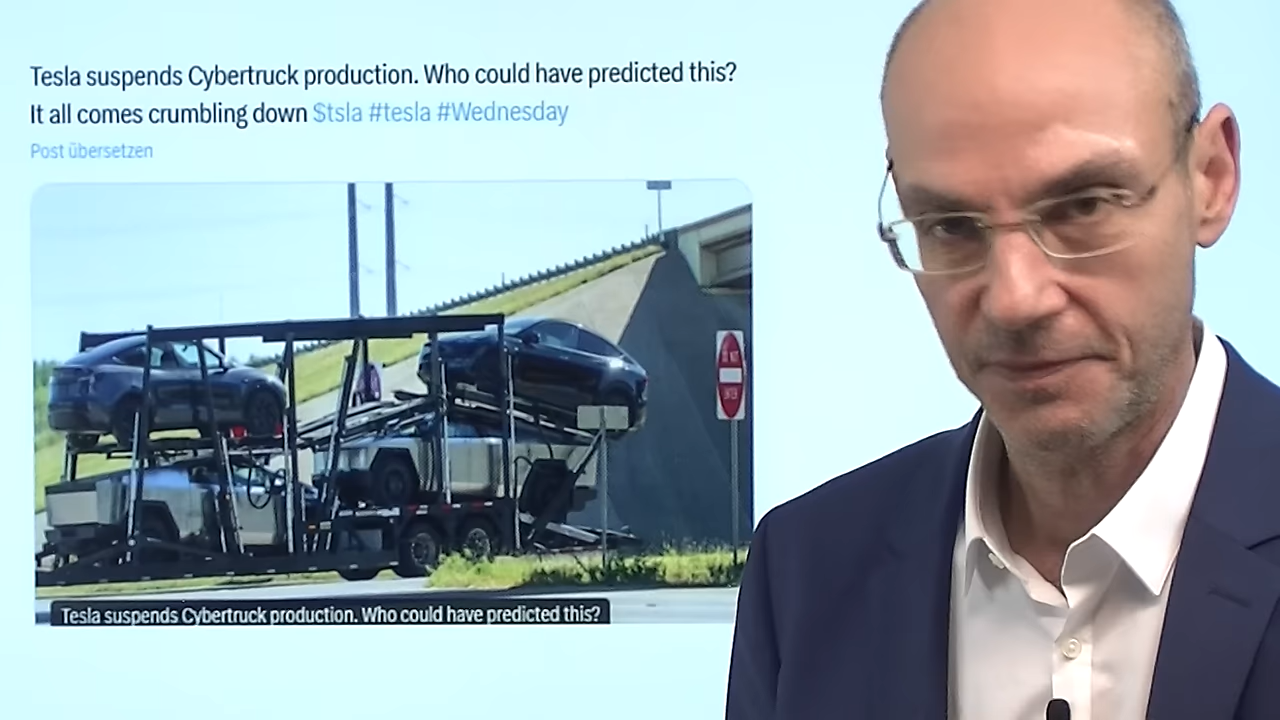 Tesla suspends Cybertruck production. Who could have predicted this?
It all comes crumbling down $tsla #tesla #Wednesday
Post übersetzen
DO NOT
ENTER
Tesla suspends Cybertruck production. Who could have predicted this?